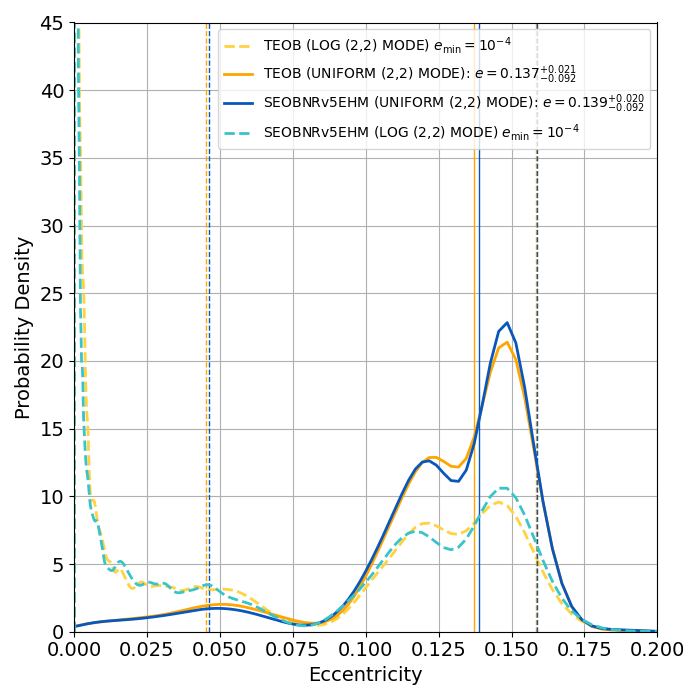 45
40
35
30
25
20
15
10
5
0
Probability Density
TEOB (LOG (2,2) MODE) e_min = 10^-4
TEOB (UNIFORM (2,2) MODE): e = 0.137^{+0.021}_{-0.092}
SEOBNRv5EHM (UNIFORM (2,2) MODE): e = 0.139^{+0.020}_{-0.092}
SEOBNRv5EHM (LOG (2,2) MODE) e_min = 10^-4
0.000 0.025 0.050 0.075 0.100 0.125 0.150 0.175 0.200
Eccentricity